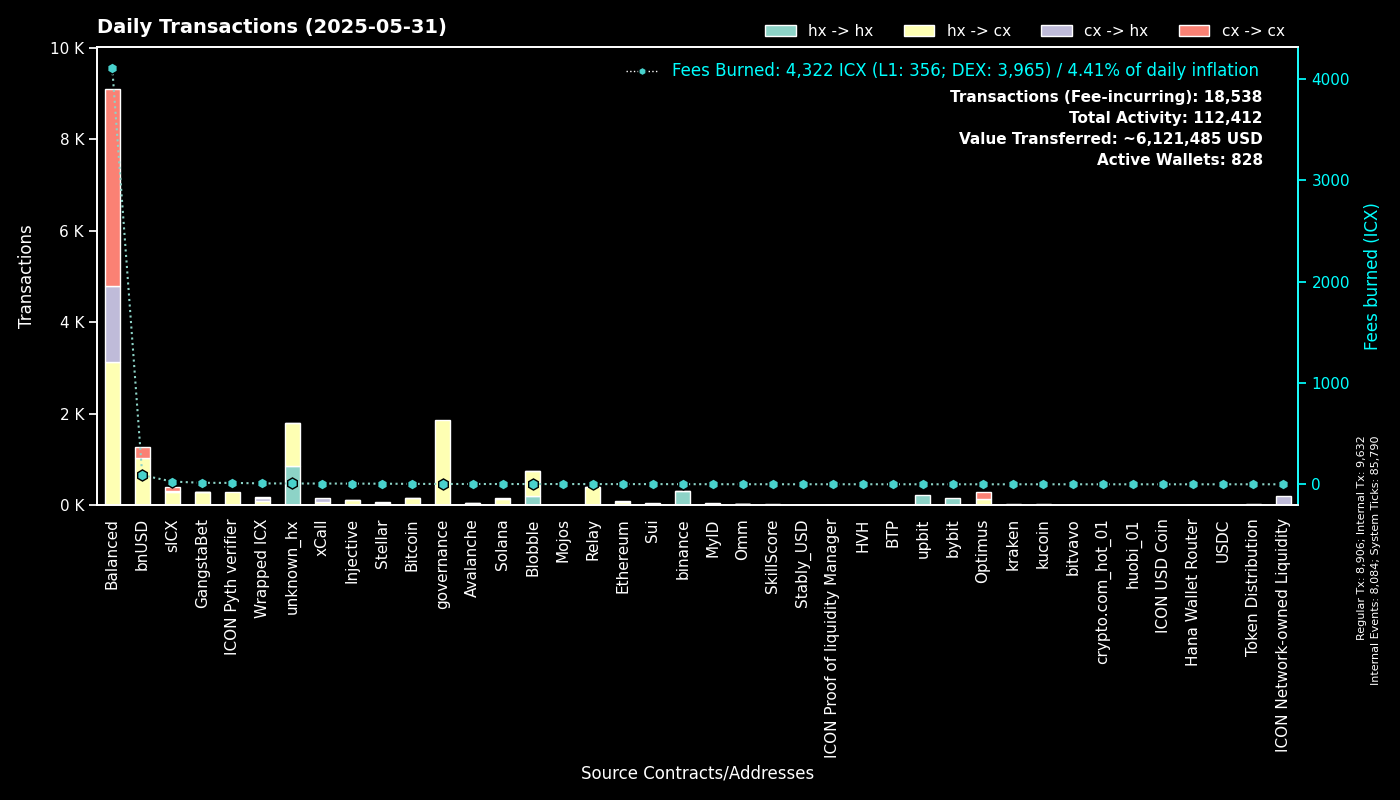 Daily Transactions (2025-05-31)
hx -> hx
hx -> cx
cx -> hx
cx -> cx
Fees Burned: 4,322 ICX (L1: 356; DEX: 3,965) / 4.41% of daily inflation
Transactions (Fee-incurring): 18,538
Total Activity: 112,412
Value Transferred: ~6,121,485 USD
Active Wallets: 828
Transactions
10 K
8 K
6 K
4 K
2 K
0 K
4000
3000
2000
1000
0
Fees burned (ICX)
Regular Tx: 8,906; Internal Tx: 9,632
Internal Events: 8,084; System Ticks: 85,790
Balanced
bnUSD
sICX
GangstaBet
ICON Pyth verifier
Wrapped ICX
unknown_hx
xCall
Injective
Stellar
Bitcoin
governance
Avalanche
Solana
Blobble
Mojos
Relay
Ethereum
Sui
binance
MyID
Omm
SkillScore
Stably_USD
ICON Proof of liquidity Manager
HVH
BTP
upbit
bybit
Optimus
kraken
kucoin
bitvavo
crypto.com_hot_01
huobi_01
ICON USD Coin
Hana Wallet Router
USDC
Token Distribution
ICON Network-owned Liquidity
Source Contracts/Addresses